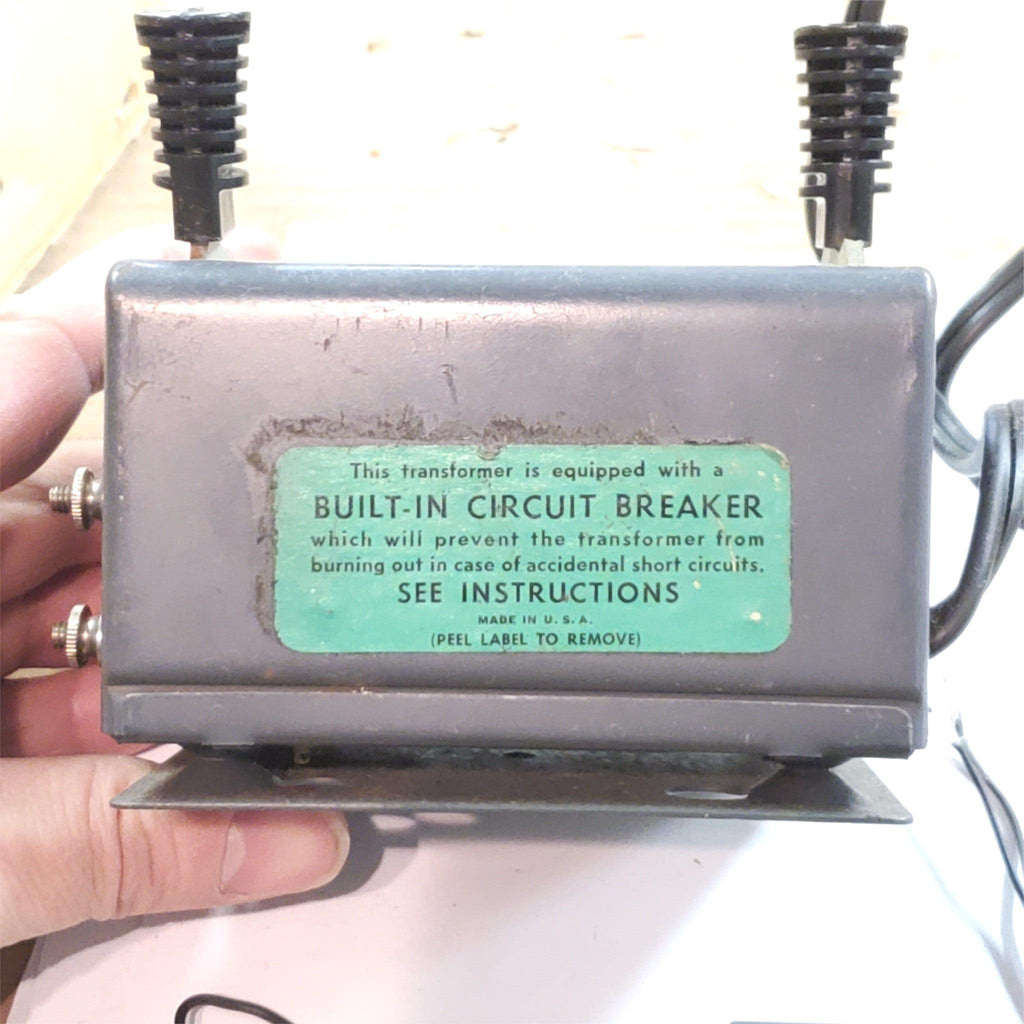 This transformer is equipped with a
BUILT-IN CIRCUIT BREAKER
which will prevent the transformer from
burning out in case of accidental short circuits.
SEE INSTRUCTIONS
MADE IN U.S.A.
(PEEL LABEL TO REMOVE)